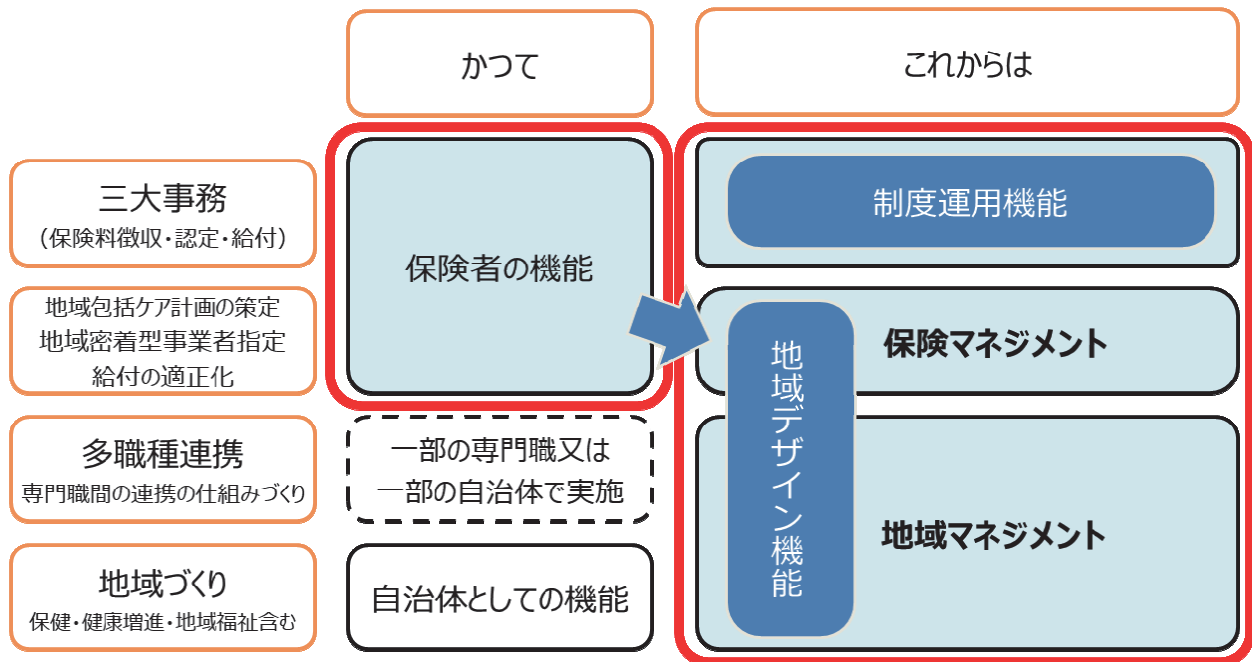 かつて
これからは
三大事務
（保険料徴収・認定・給付）
保険者の機能
制度運用機能
地域包括ケア計画の策定
地域密着型事業者指定
給付の適正化
地域デザイン機能
保険マネジメント
多職種連携
専門職間の連携の仕組みづくり
一部の専門職又は
一部の自治体で実施
地域マネジメント
地域づくり
保健・健康増進・地域福祉含む
自治体としての機能